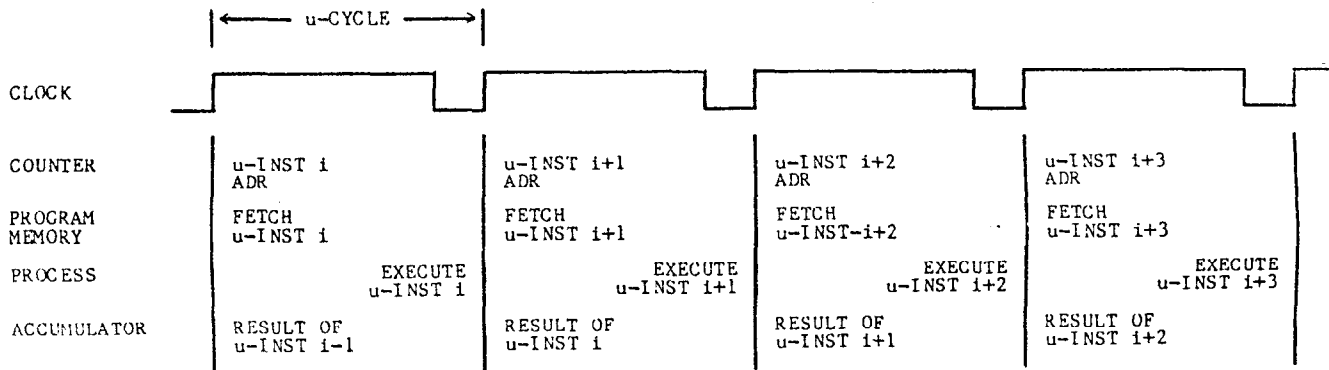 u-CYCLE
CLOCK
COUNTER u-INST i u-INST i+1 u-INST i+2 u-INST i+3
ADR ADR ADR ADR
PROGRAM FETCH FETCH FETCH FETCH
MEMORY u-INST i u-INST i+1 u-INST-i+2 u-INST i+3
PROCESS EXECUTE EXECUTE EXECUTE EXECUTE
u-INST i u-INST i+1 u-INST i+2 u-INST i+3
ACCUMULATOR RESULT OF RESULT OF RESULT OF RESULT OF
u-INST i-1 u-INST i u-INST i+1 u-INST i+2